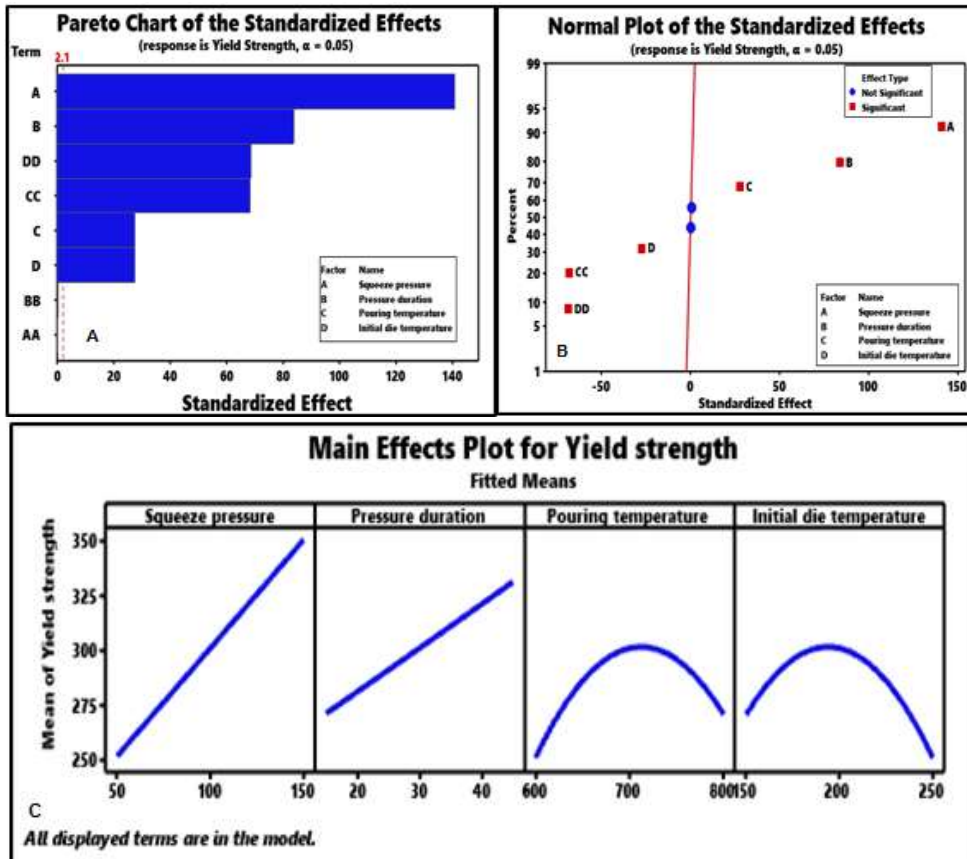 Pareto Chart of the Standardized Effects
(response is Yield Strength, α = 0.05)
Term
2.1
A
B
DD
CC
C
D
BB
AA
0 20 40 60 80 100 120 140
Standardized Effect
Factor Name
A Squeeze pressure
B Pressure duration
C Pouring temperature
D Initial die temperature
A
Normal Plot of the Standardized Effects
(response is Yield Strength, α = 0.05)
Percent
99
95
90
80
70
60
50
40
30
20
10
5
1
-50 0 50 100 150
Standardized Effect
Effect Type
Not Significant
Significant
A
B
C
D
CC
DD
Factor Name
A Squeeze pressure
B Pressure duration
C Pouring temperature
D Initial die temperature
B
Main Effects Plot for Yield strength
Fitted Means
Squeeze pressure Pressure duration Pouring temperature Initial die temperature
Mean of Yield strength
350
325
300
275
250
50 100 150 20 30 40 600 700 800 150 200 250
C
All displayed terms are in the model.